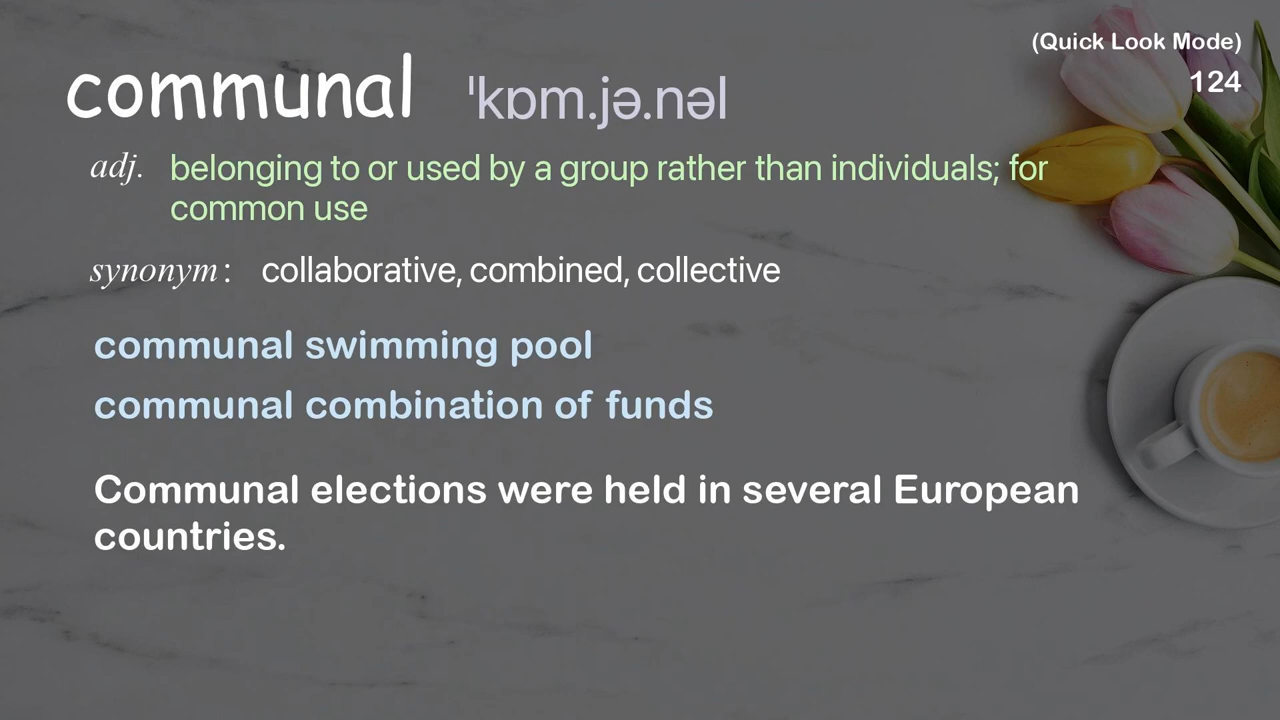 (Quick Look Mode)
124
communal ˈkɒm.jə.nəl
adj. belonging to or used by a group rather than individuals; for
common use
synonym: collaborative, combined, collective
communal swimming pool
communal combination of funds
Communal elections were held in several European
countries.